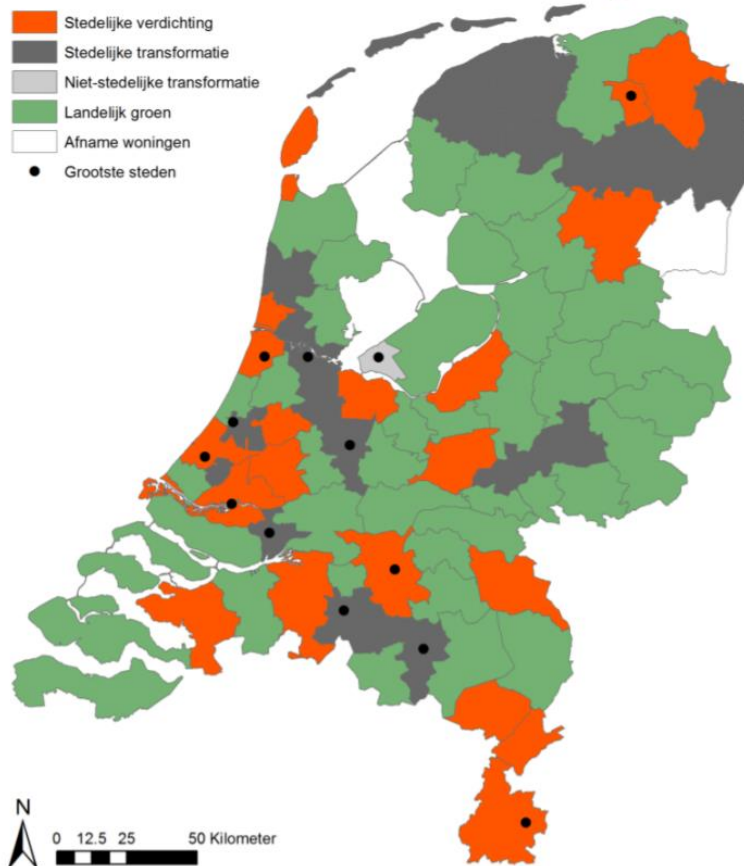 Stedelijke verdichting
Stedelijke transformatie
Niet-stedelijke transformatie
Landelijk groen
Afname woningen
Grootste steden
N
0 12.5 25 50 Kilometer